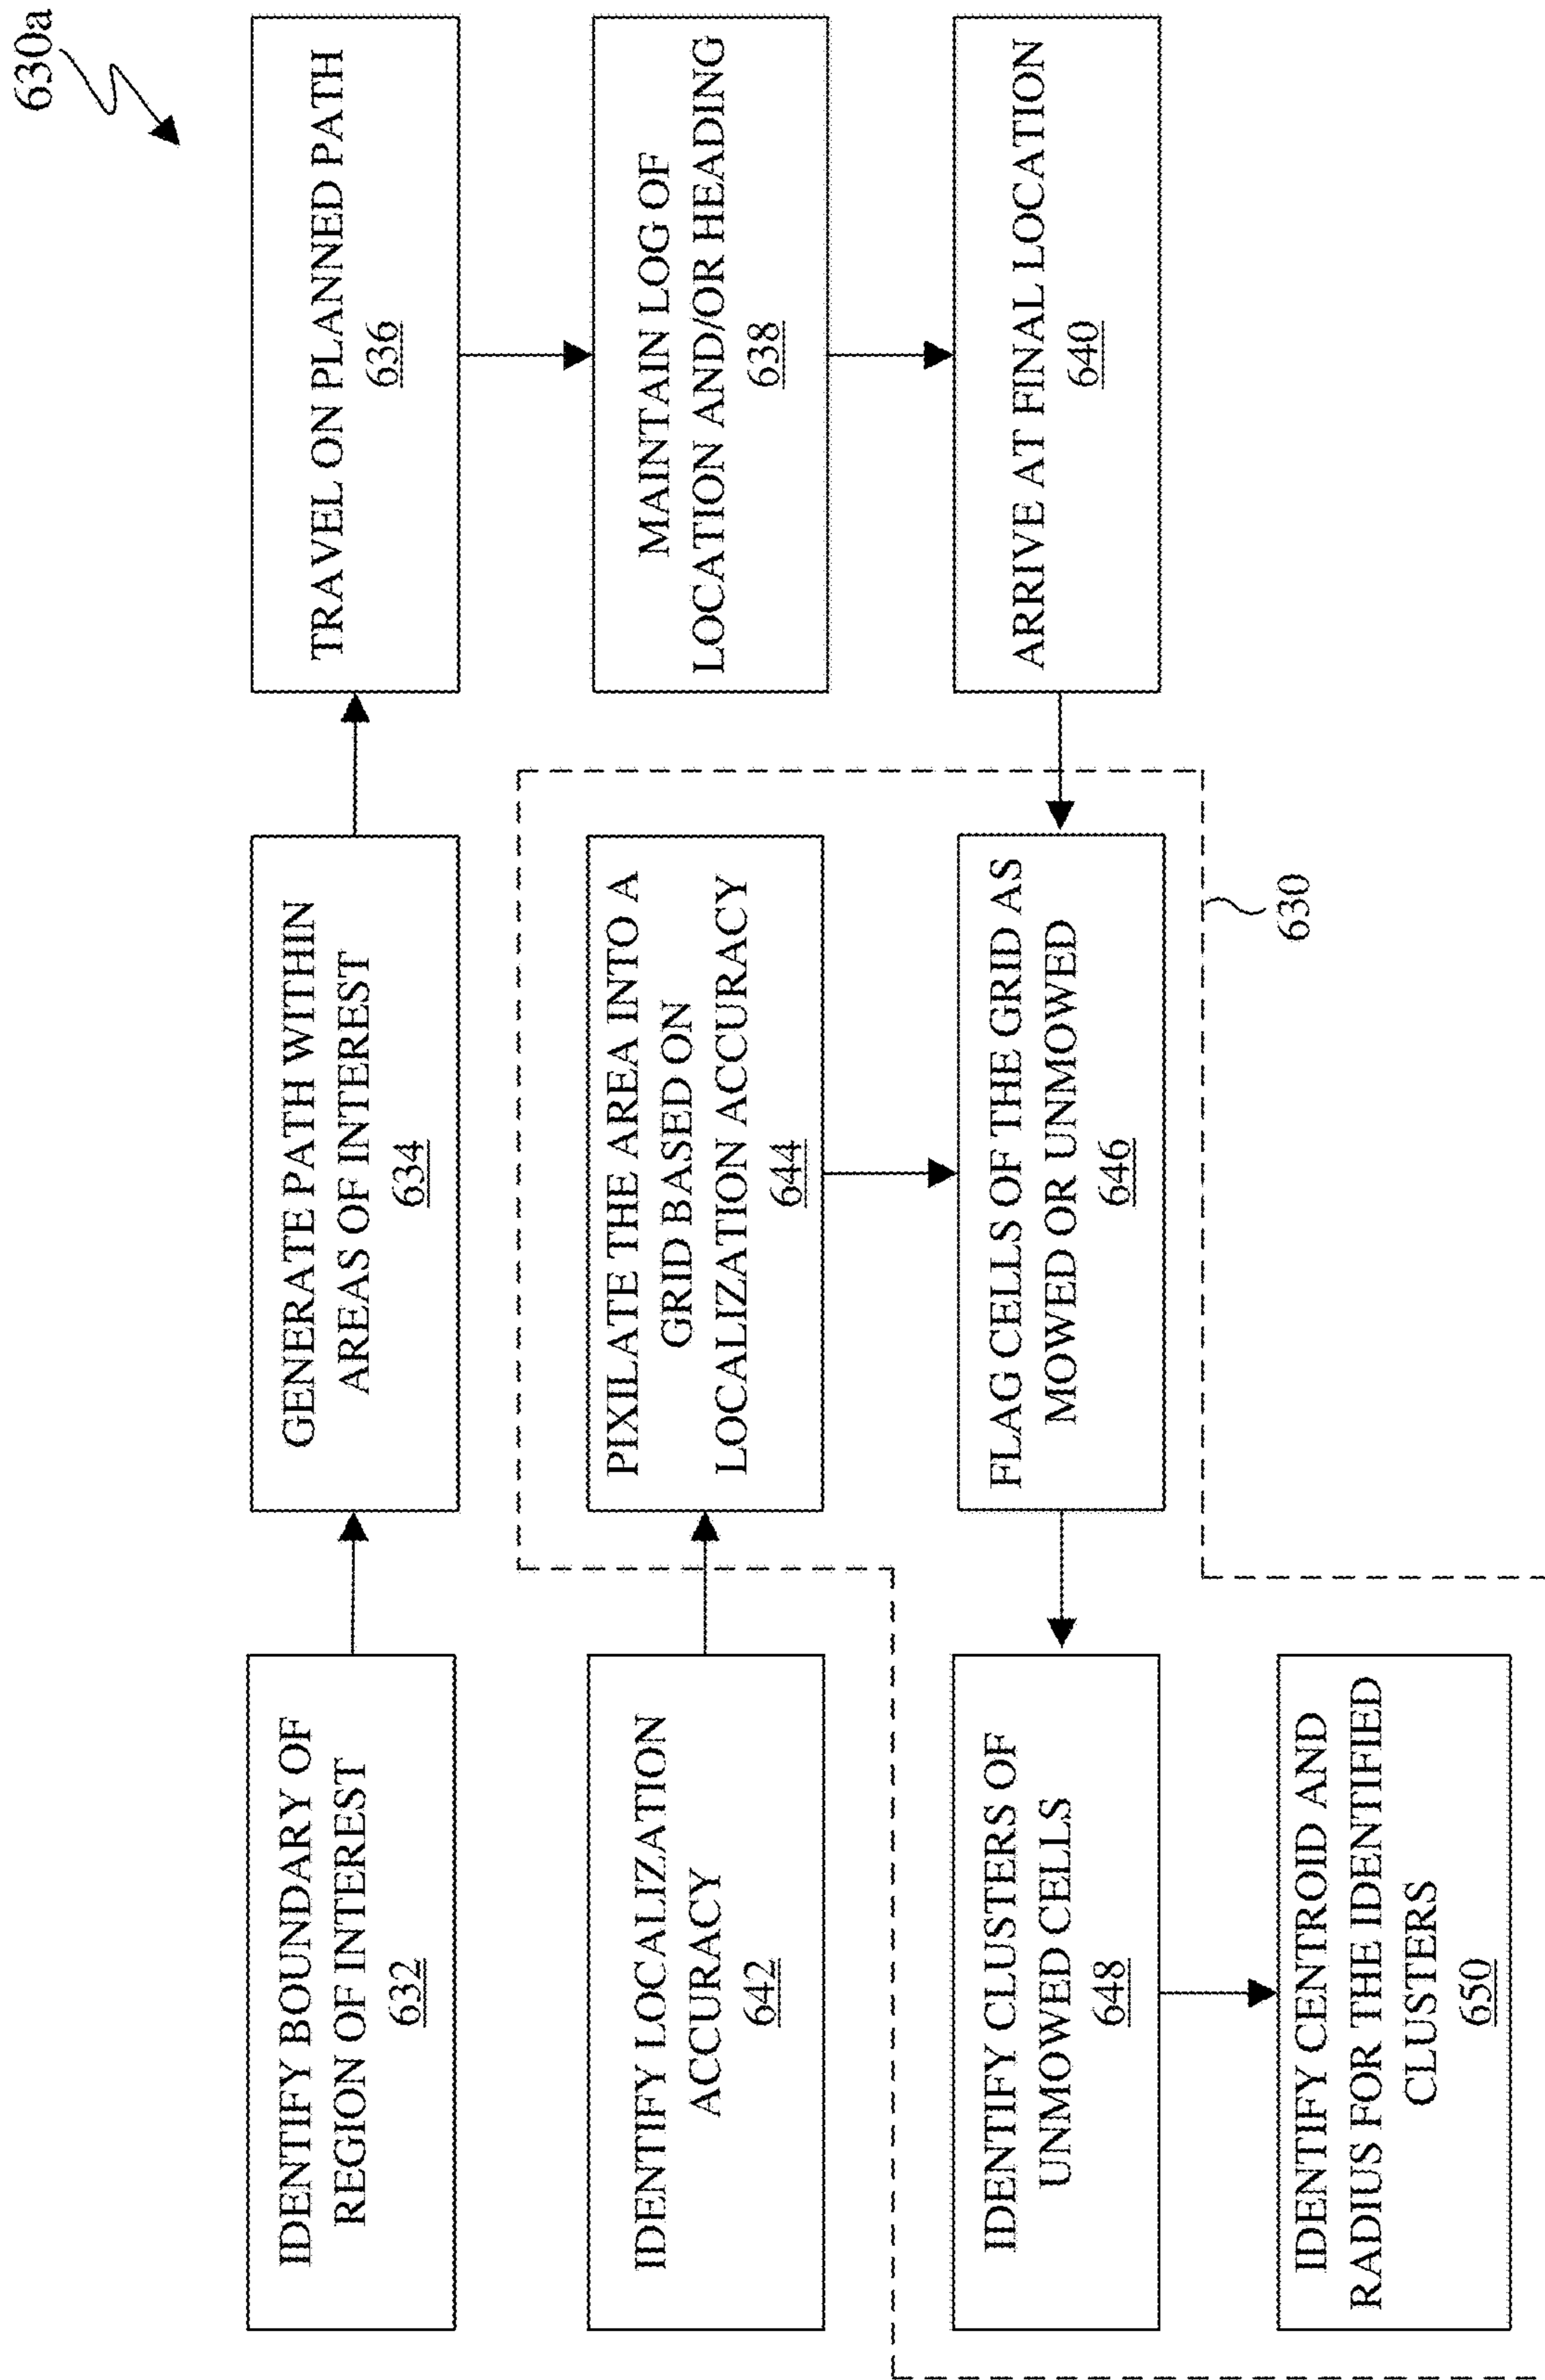 630a
IDENTIFY BOUNDARY OF
REGION OF INTEREST
632
GENERATE PATH WITHIN
AREAS OF INTEREST
634
TRAVEL ON PLANNED PATH
636
IDENTIFY LOCALIZATION
ACCURACY
642
PIXILATE THE AREA INTO A
GRID BASED ON
LOCALIZATION ACCURACY
644
MAINTAIN LOG OF
LOCATION AND/OR HEADING
638
IDENTIFY CLUSTERS OF
UNMOWED CELLS
648
FLAG CELLS OF THE GRID AS
MOWED OR UNMOWED
646
ARRIVE AT FINAL LOCATION
640
IDENTIFY CENTROID AND
RADIUS FOR THE IDENTIFIED
CLUSTERS
650
630